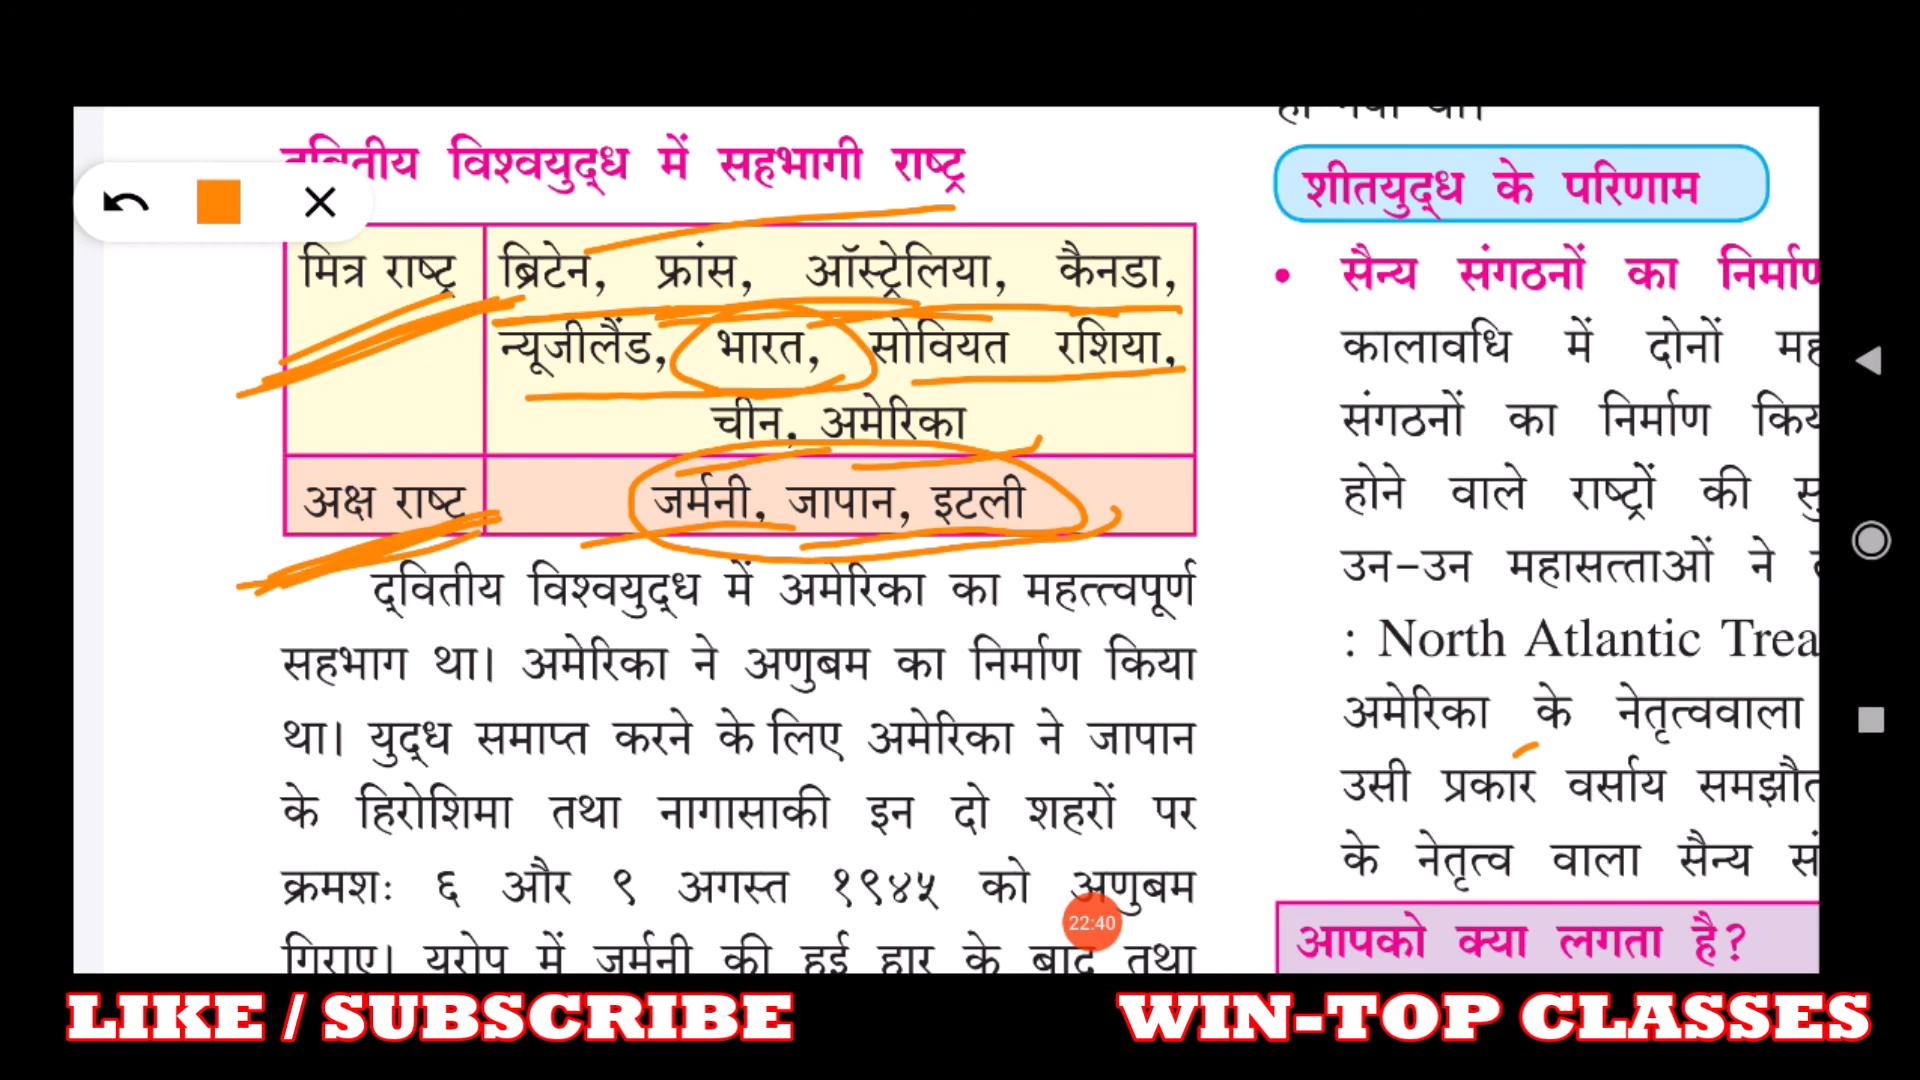 द्वितीय विश्वयुद्ध में सहभागी राष्ट्र
मित्र राष्ट्र
ब्रिटेन, फ्रांस, ऑस्ट्रेलिया, कैनडा,
न्यूजीलैंड, भारत, सोवियत रशिया,
चीन, अमेरिका
अक्ष राष्ट्र
जर्मनी, जापान, इटली
द्वितीय विश्वयुद्ध में अमेरिका का महत्त्वपूर्ण
सहभाग था। अमेरिका ने अणुबम का निर्माण किया
था। युद्ध समाप्त करने के लिए अमेरिका ने जापान
के हिरोशिमा तथा नागासाकी इन दो शहरों पर
क्रमशः ६ और ९ अगस्त १९४५ को अणुबम
गिराए। यूरोप में जर्मनी की हुई हार के बाद तथा
22:40
शीतयुद्ध के परिणाम
• सैन्य संगठनों का
कालावधि में दोनों
संगठनों का निर्माण
होने वाले राष्ट्रों की
उन-उन महासत्ताओं ने
: North Atlantic
अमेरिका के नेतृत्ववाला
उसी प्रकार वर्साय
के नेतृत्व वाला सैन्य
आपको क्या लगता है?
LIKE / SUBSCRIBE
WIN-TOP CLASSES